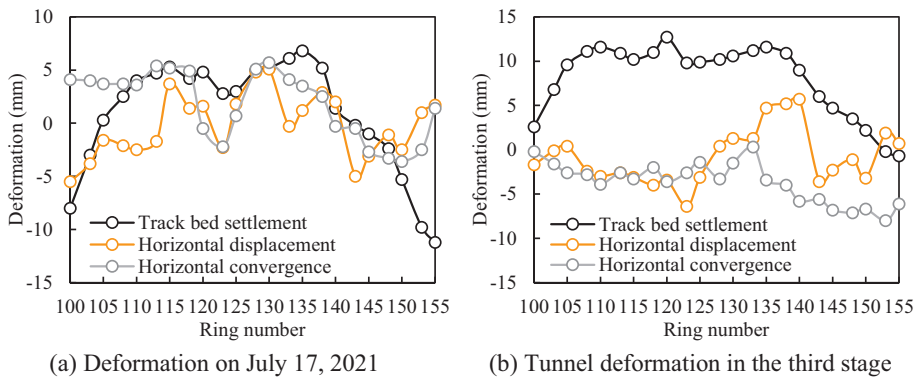 10
5
0
-5
-10
-15
Deformation (mm)
Track bed settlement
Horizontal displacement
Horizontal convergence
100 105 110 115 120 125 130 135 140 145 150 155
Ring number
(a) Deformation on July 17, 2021
15
10
5
0
-5
-10
-15
Deformation (mm)
Track bed settlement
Horizontal displacement
Horizontal convergence
100 105 110 115 120 125 130 135 140 145 150 155
Ring number
(b) Tunnel deformation in the third stage